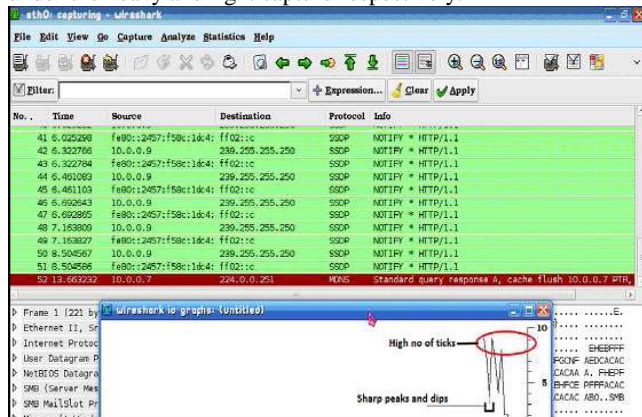 eth0: capturing - wireshark
File Edit View Go Capture Analyze Statistics Help
Filter: Expression... Clear Apply
No. . Time Source Destination Protocol Info
41 6.025298 fe80::2457:f58c:1dc4: ff02::c SSDP NOTIFY * HTTP/1.1
42 6.322766 10.0.0.9 239.255.255.250 SSDP NOTIFY * HTTP/1.1
43 6.322784 fe80::2457:f58c:1dc4: ff02::c SSDP NOTIFY * HTTP/1.1
44 6.461083 10.0.0.9 239.255.255.250 SSDP NOTIFY * HTTP/1.1
45 6.461103 fe80::2457:f58c:1dc4: ff02::c SSDP NOTIFY * HTTP/1.1
46 6.692643 10.0.0.9 239.255.255.250 SSDP NOTIFY * HTTP/1.1
47 6.692865 fe80::2457:f58c:1dc4: ff02::c SSDP NOTIFY * HTTP/1.1
48 7.163809 10.0.0.9 239.255.255.250 SSDP NOTIFY * HTTP/1.1
49 7.163827 fe80::2457:f58c:1dc4: ff02::c SSDP NOTIFY * HTTP/1.1
50 8.504567 10.0.0.9 239.255.255.250 SSDP NOTIFY * HTTP/1.1
51 8.504586 fe80::2457:f58c:1dc4: ff02::c SSDP NOTIFY * HTTP/1.1
52 13.663232 10.0.0.7 224.0.0.251 MDNS Standard query response A, cache flush 10.0.0.7 PTR,
Frame 1 (221 by
wireshark io graphs: (untitled)
Ethernet II, Sr
Internet Protoc
User Datagram P
NetBIOS Datagra
SMB (Server Mes
SMB MailSlot Pr
High no of ticks
10
Sharp peaks and dips
5